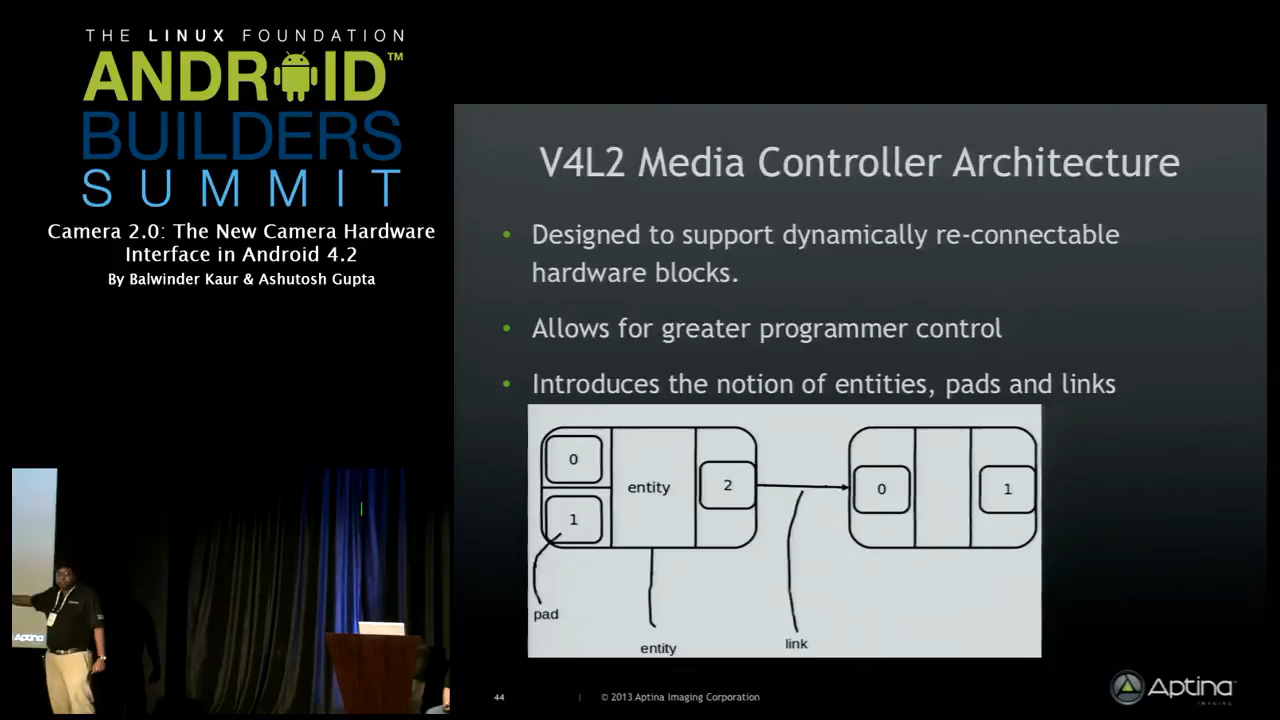 THE LINUX FOUNDATION
ANDROID™
BUILDERS
SUMMIT
Camera 2.0: The New Camera Hardware
Interface in Android 4.2
By Balwinder Kaur & Ashutosh Gupta
V4L2 Media Controller Architecture
• Designed to support dynamically re-connectable
hardware blocks.
• Allows for greater programmer control
• Introduces the notion of entities, pads and links
0
entity
2
0
1
1
pad
entity
link
44 | © 2013 Aptina Imaging Corporation
Aptina
IMAGING
Aptina